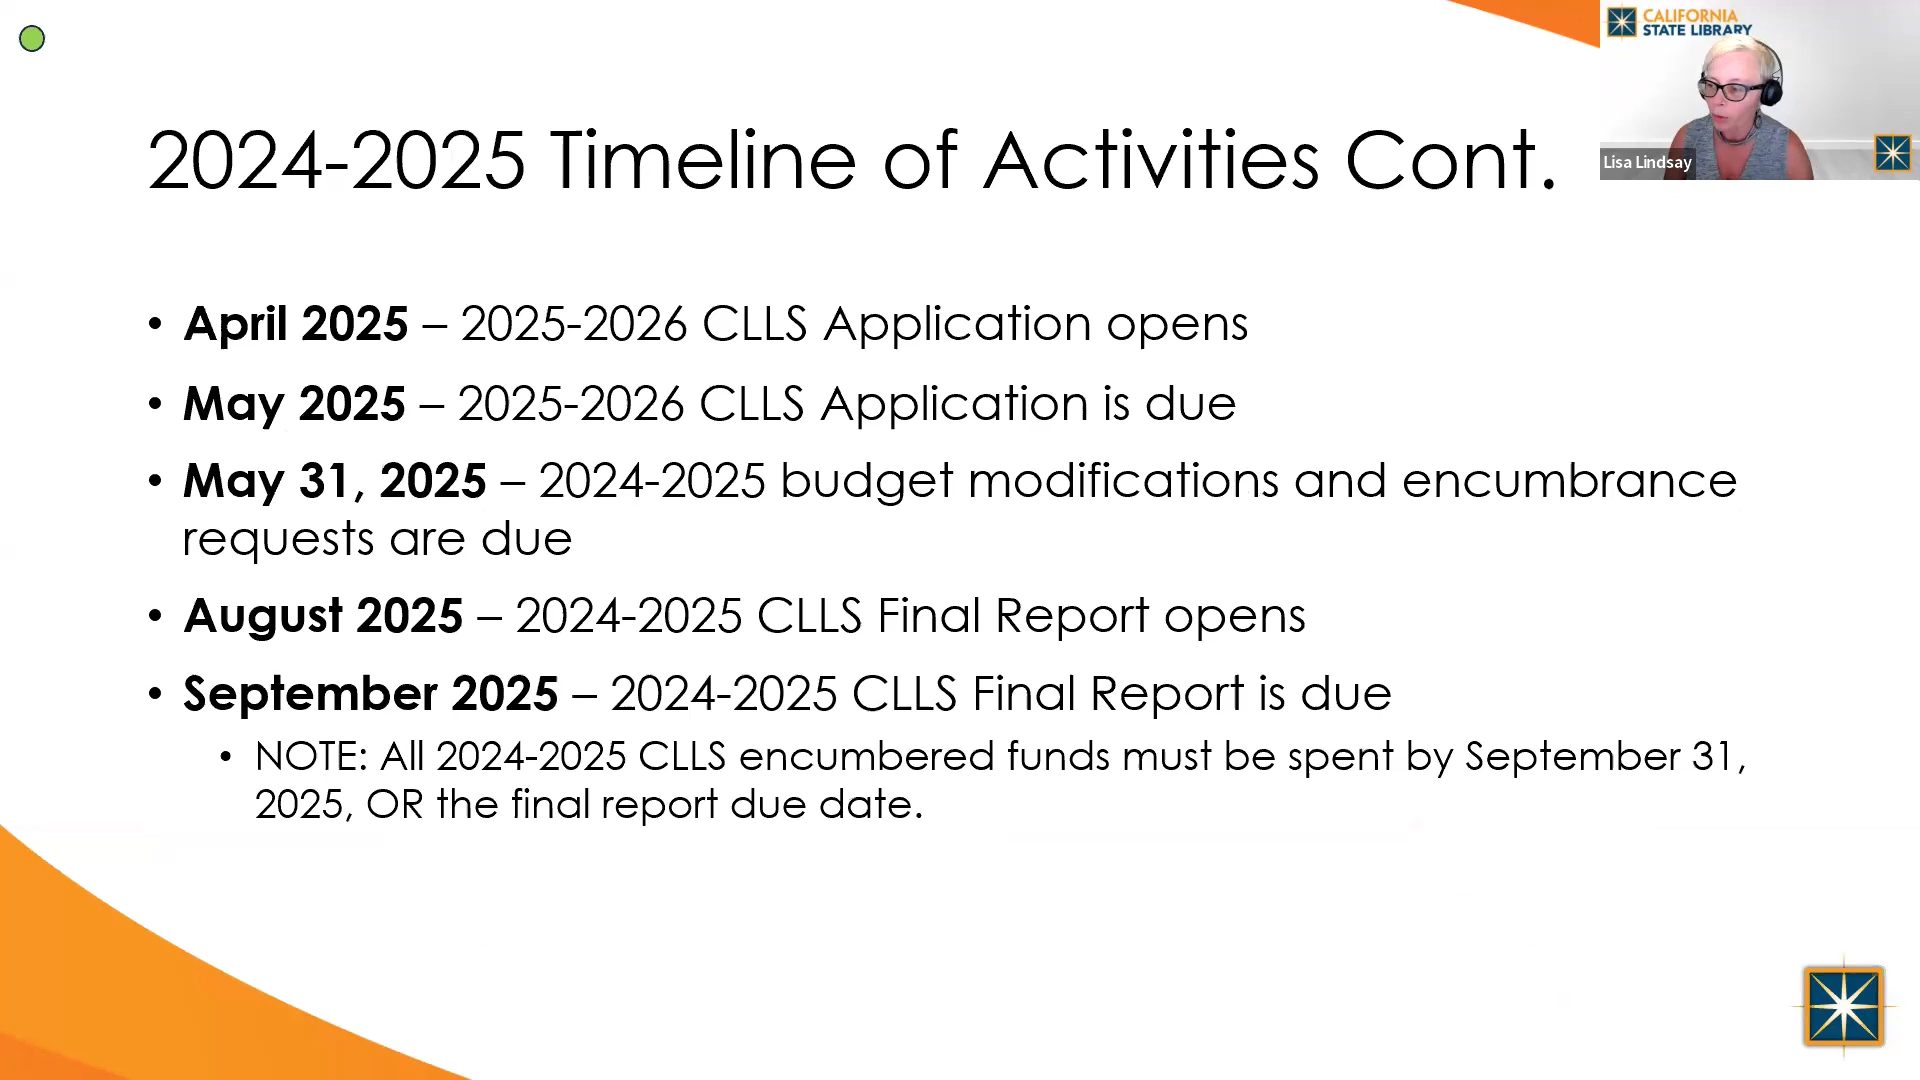 CALIFORNIA
STATE LIBRARY
Lisa Lindsay
2024-2025 Timeline of Activities Cont.
• April 2025 – 2025-2026 CLLS Application opens
• May 2025 – 2025-2026 CLLS Application is due
• May 31, 2025 – 2024-2025 budget modifications and encumbrance
requests are due
• August 2025 – 2024-2025 CLLS Final Report opens
• September 2025 – 2024-2025 CLLS Final Report is due
• NOTE: All 2024-2025 CLLS encumbered funds must be spent by September 31,
2025, OR the final report due date.